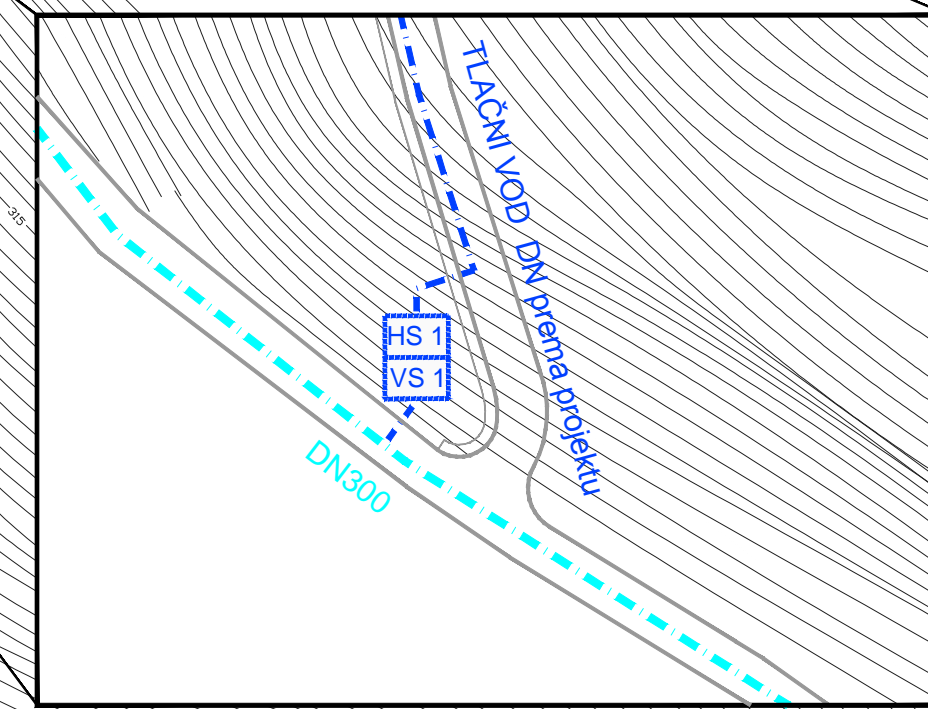 TLAČNI VOD DN prema projektu
315
HS 1
VS 1
DN300